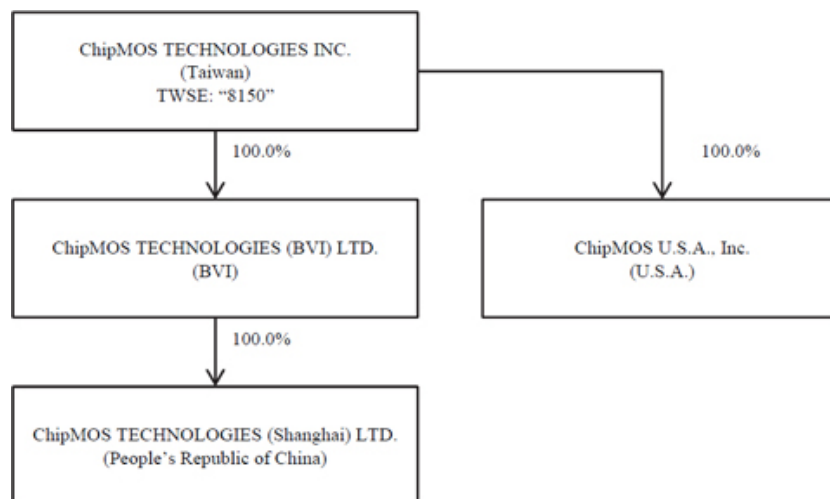 ChipMOS TECHNOLOGIES INC.
(Taiwan)
TWSE: “8150”
100.0%
100.0%
ChipMOS TECHNOLOGIES (BVI) LTD.
(BVI)
ChipMOS U.S.A., Inc.
(U.S.A.)
100.0%
ChipMOS TECHNOLOGIES (Shanghai) LTD.
(People’s Republic of China)